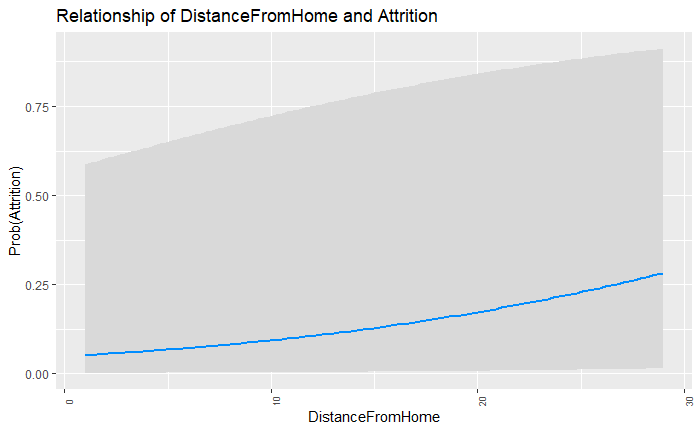 Relationship of DistanceFromHome and Attrition
Prob(Attrition)
0.75
0.50
0.25
0.00
0
10
20
30
DistanceFromHome